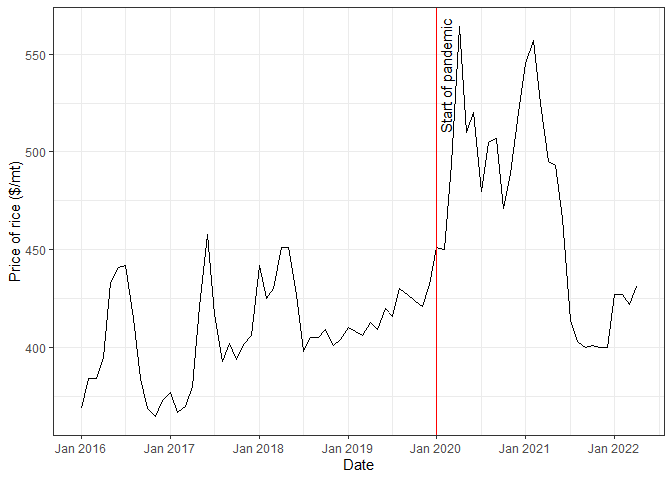 Start of pandemic
550
500
450
400
Price of rice ($/mt)
Jan 2016 Jan 2017 Jan 2018 Jan 2019 Jan 2020 Jan 2021 Jan 2022
Date